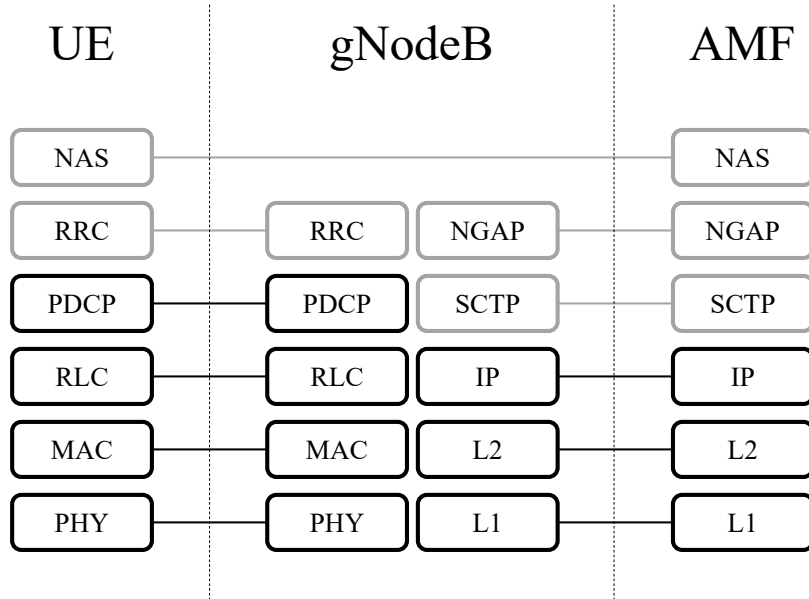 UE gNodeB AMF
NAS NAS
RRC RRC NGAP NGAP
PDCP PDCP SCTP SCTP
RLC RLC IP IP
MAC MAC L2 L2
PHY PHY L1 L1